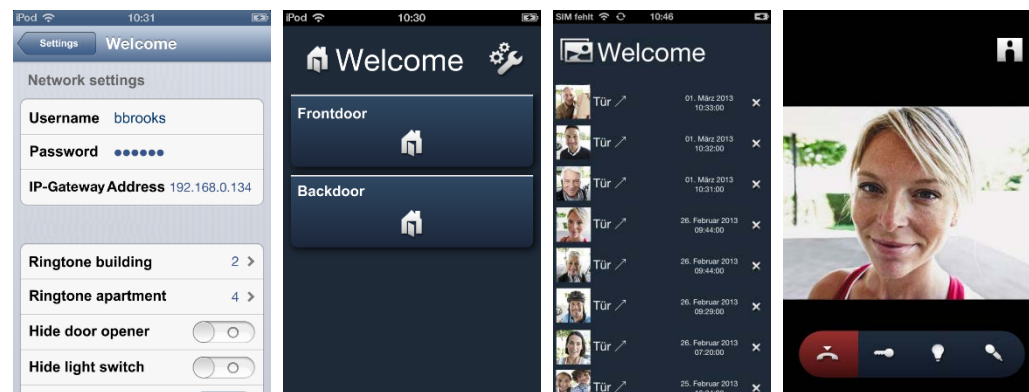 iPod 10:31
Settings Welcome
Network settings
Username bbrooks
Password ●●●●●●
IP-Gateway Address 192.168.0.134
Ringtone building 2
Ringtone apartment 4
Hide door opener
Hide light switch
iPod 10:30
Welcome
Frontdoor
Backdoor
SIM fehlt 10:46
Welcome
Tür 01. März 2013
10:33:00
Tür 01. März 2013
10:32:00
Tür 01. März 2013
10:31:00
Tür 26. Februar 2013
09:44:00
Tür 26. Februar 2013
09:44:00
Tür 26. Februar 2013
09:29:00
Tür 26. Februar 2013
07:20:00
Tür 25. Februar 2013